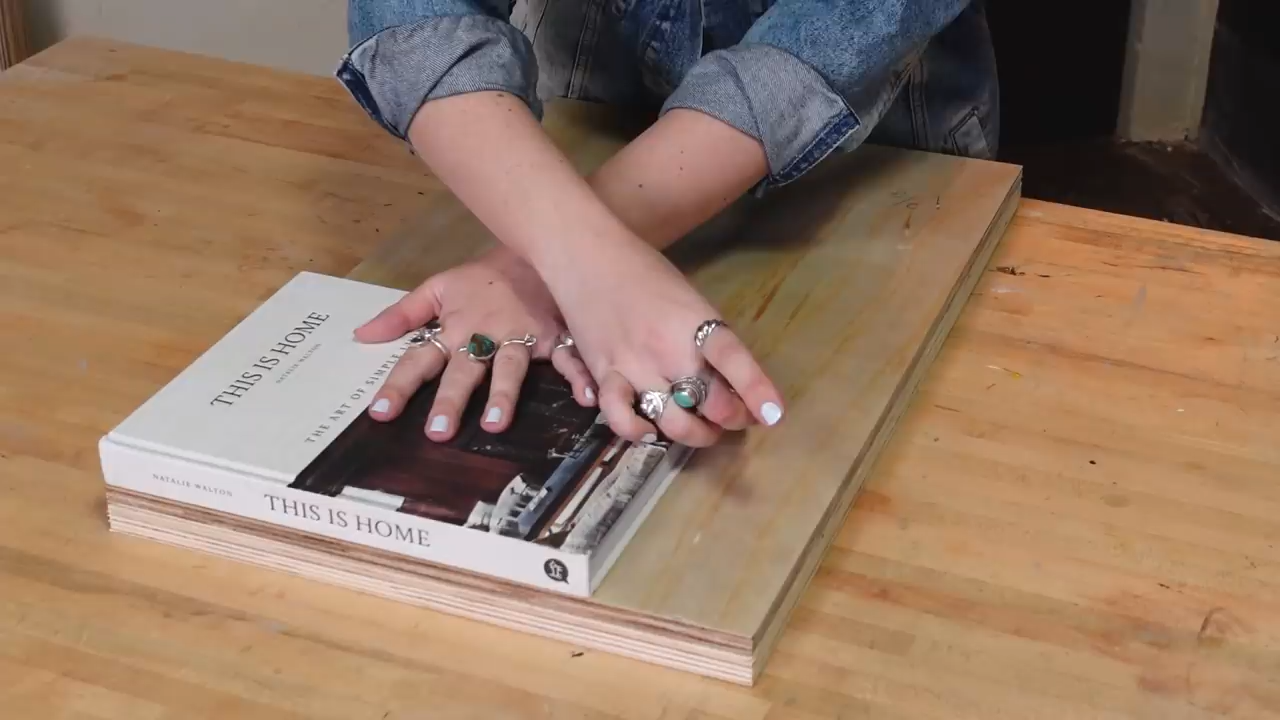 THIS IS HOME
NATALIE WALTON
THE ART OF SIMPLE
NATALIE WALTON
THIS IS HOME